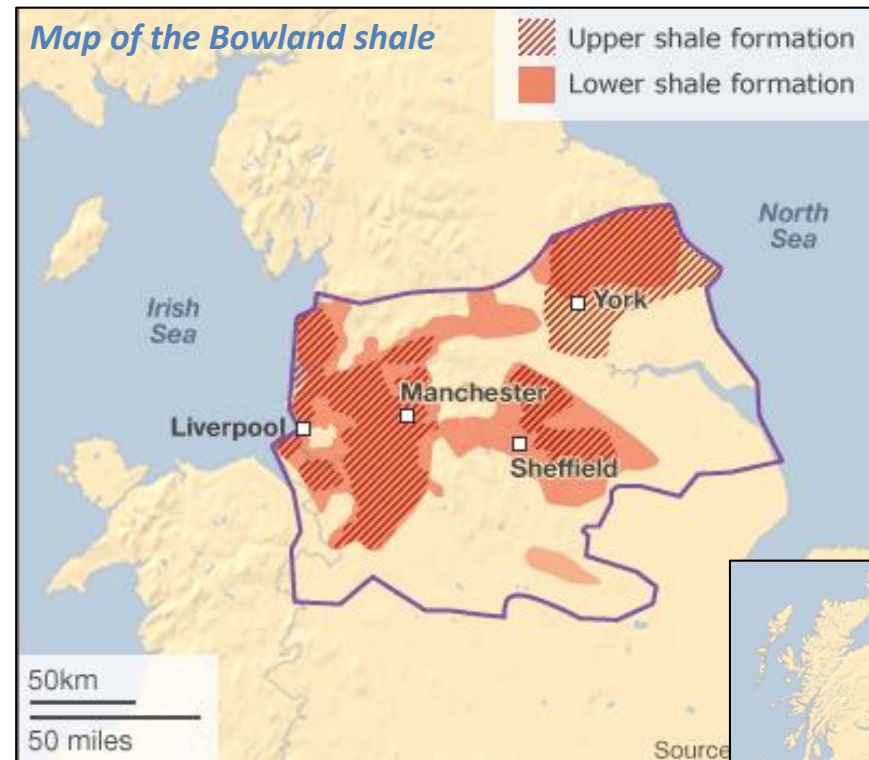 Map of the Bowland shale
Upper shale formation
Lower shale formation
North
Sea
Irish
Sea
York
Manchester
Liverpool
Sheffield
50km
50 miles
Source